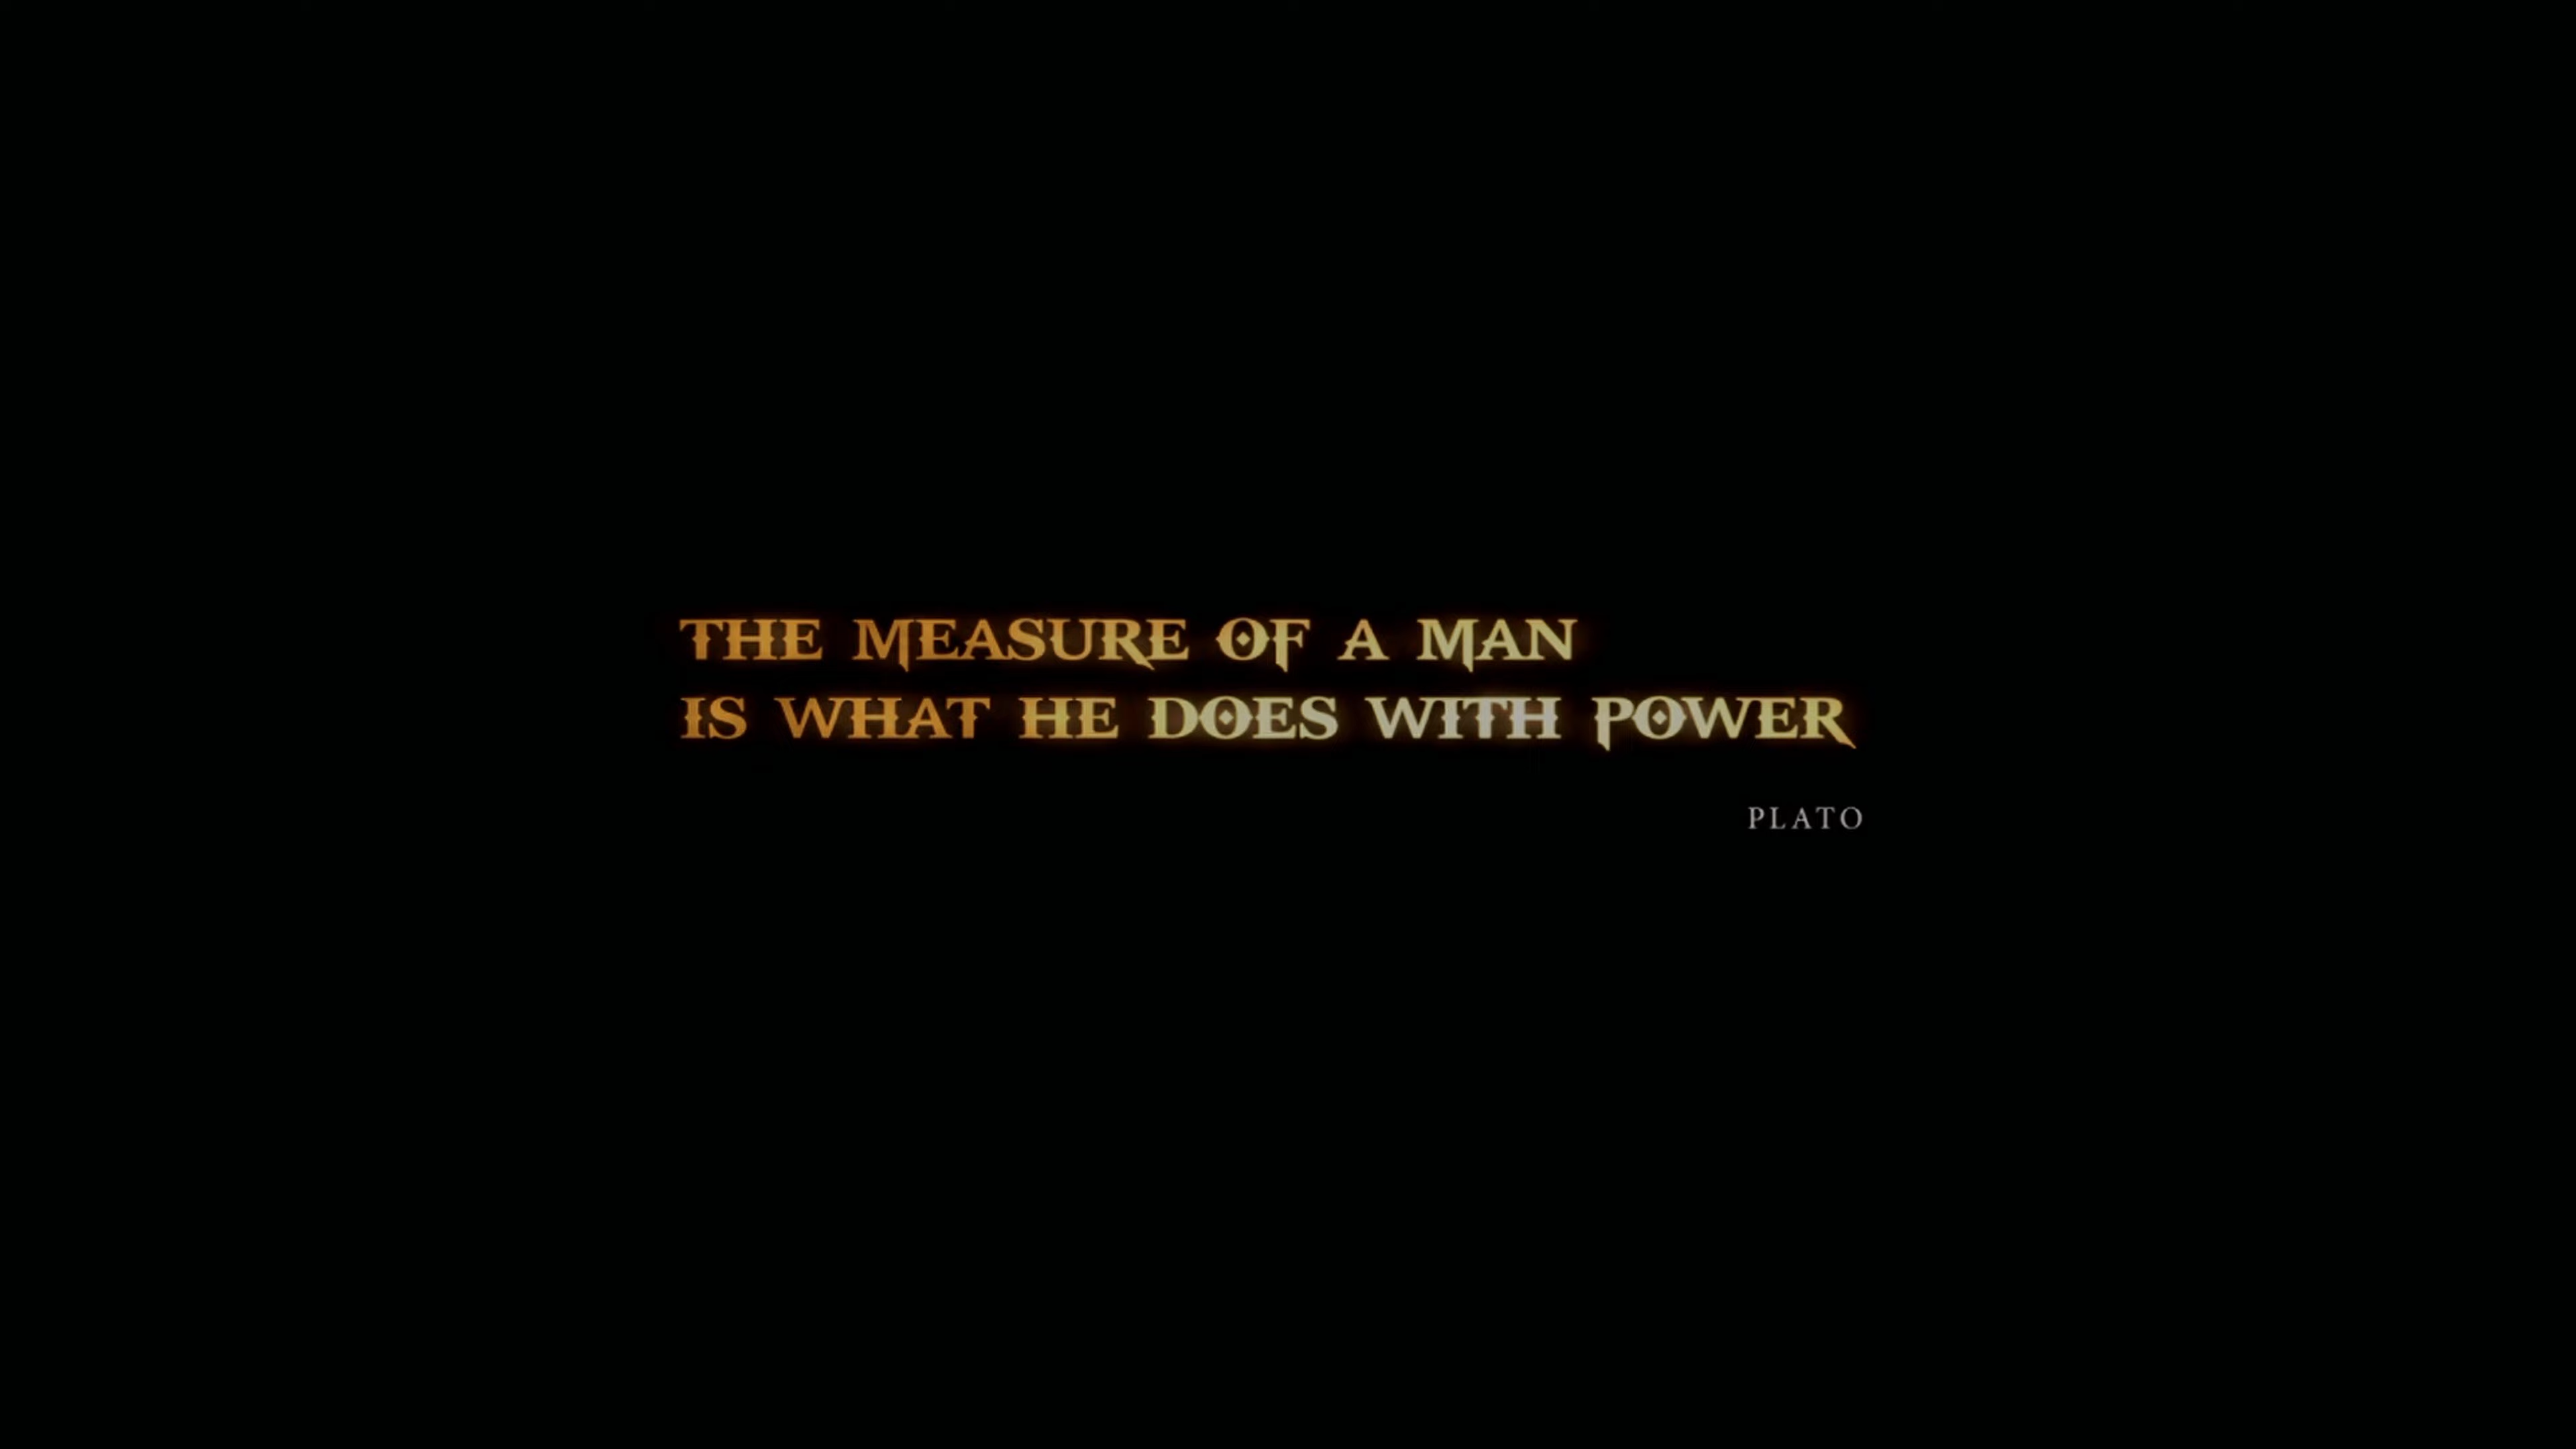 THE MEASURE OF A MAN
IS WHAT HE DOES WITH POWER
PLATO